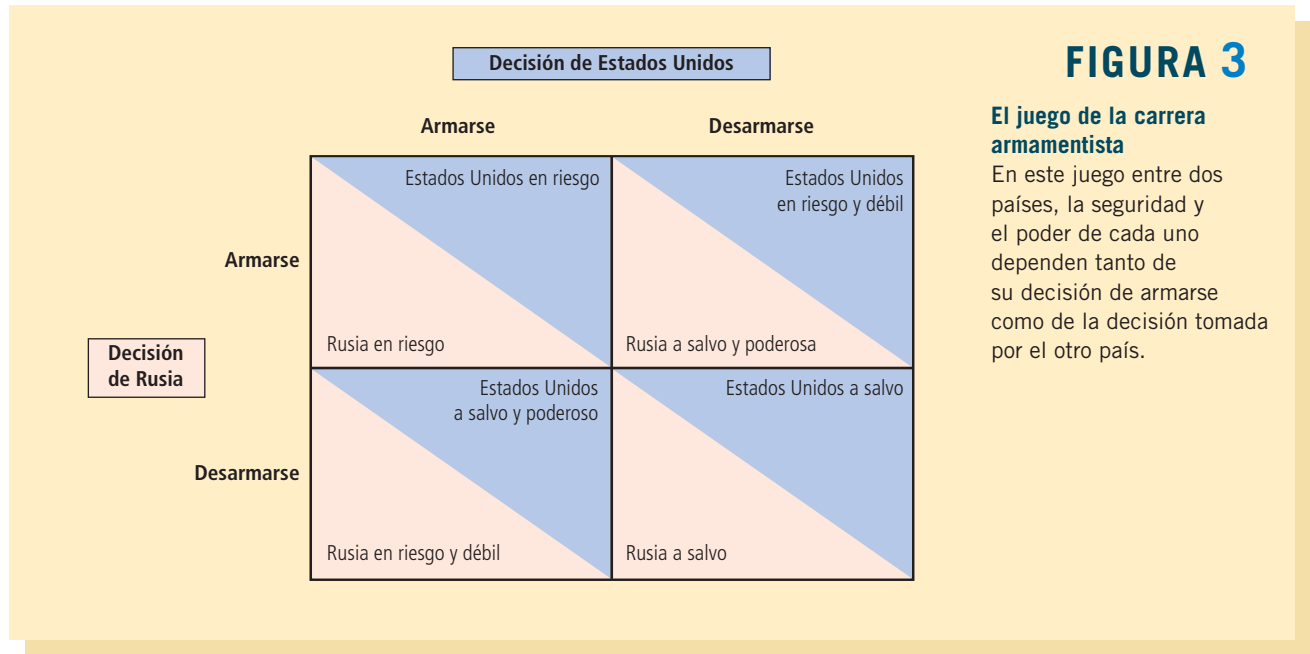 Decisión de Estados Unidos
Armarse
Desarmarse
Armarse
Estados Unidos en riesgo
Rusia en riesgo
Estados Unidos
en riesgo y débil
Rusia a salvo y poderosa
Decisión
de Rusia
Desarmarse
Estados Unidos
a salvo y poderoso
Rusia en riesgo y débil
Estados Unidos a salvo
Rusia a salvo
FIGURA 3
El juego de la carrera
armamentista
En este juego entre dos
países, la seguridad y
el poder de cada uno
dependen tanto de
su decisión de armarse
como de la decisión tomada
por el otro país.